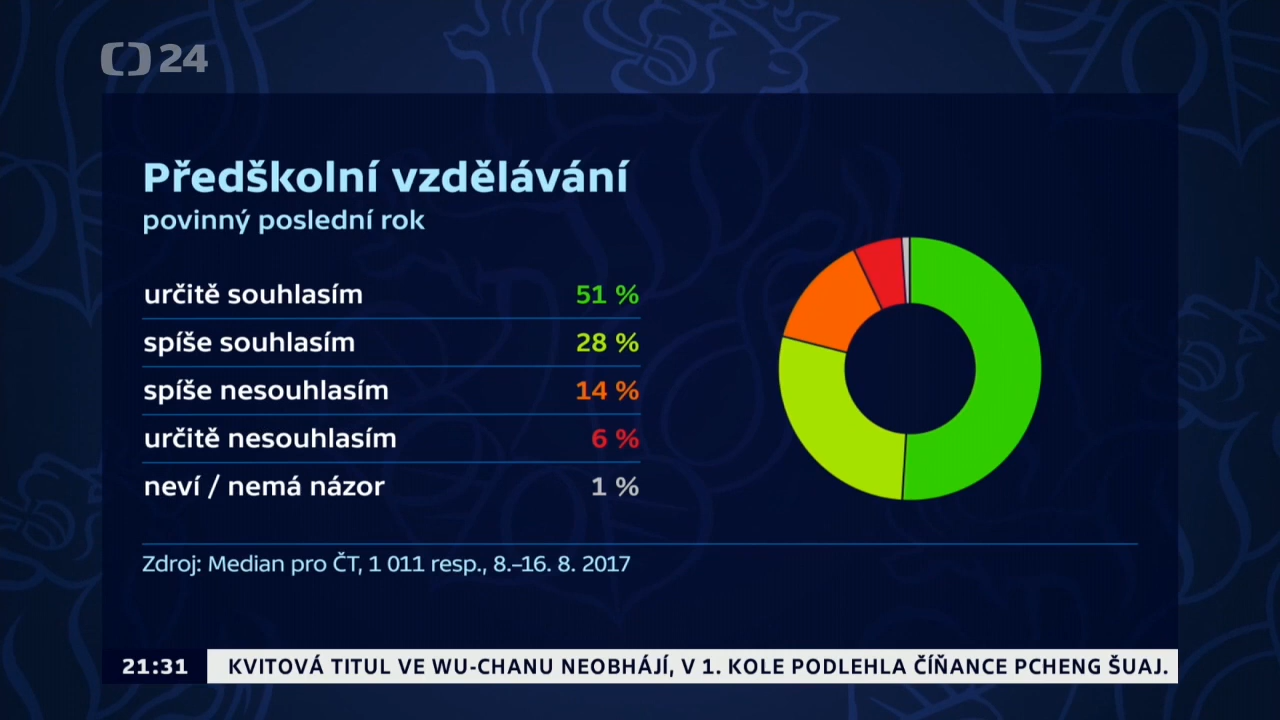 24
Předškolní vzdělávání
povinný poslední rok
určitě souhlasím 51 %
spíše souhlasím 28 %
spíše nesouhlasím 14 %
určitě nesouhlasím 6 %
neví / nemá názor 1 %
Zdroj: Median pro ČT, 1 011 resp., 8.–16. 8. 2017
21:31 KVITOVÁ TITUL VE WU-CHANU NEOBHÁJÍ, V 1. KOLE PODLEHLA ČÍŇANCE PCHENG ŠUAJ.